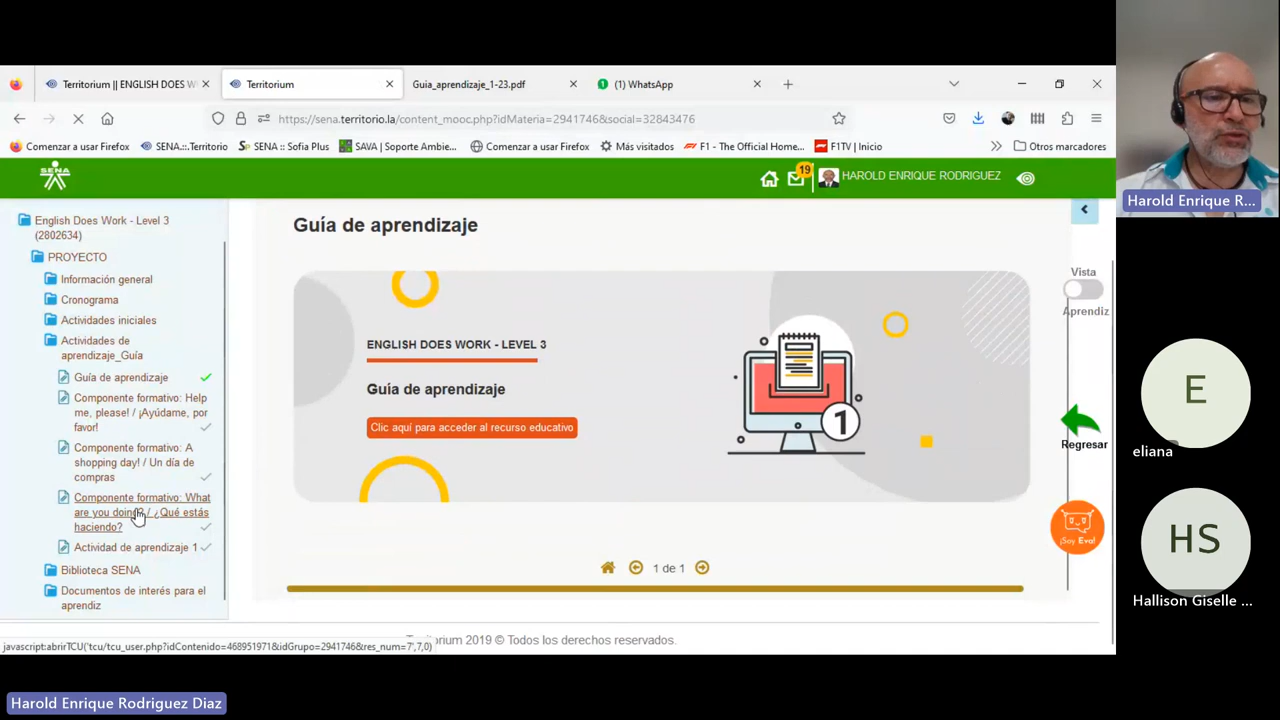 Territorium || ENGLISH DOES W
Territorium
Guia_aprendizaje_1-23.pdf
(1) WhatsApp
https://sena.territorio.la/content_mooc.php?idMateria=2941746&social=32843476
Comenzar a usar Firefox
SENA.::.Territorio
SENA :: Sofia Plus
SAVA | Soporte Ambie...
Comenzar a usar Firefox
Más visitados
F1 - The Official Home...
F1TV | Inicio
Otros marcadores
SENA
19
HAROLD ENRIQUE RODRIGUEZ
English Does Work - Level 3
(2802634)
PROYECTO
Información general
Cronograma
Actividades iniciales
Actividades de
aprendizaje_Guía
Guía de aprendizaje
Componente formativo: Help
me, please! / ¡Ayúdame, por
favor!
Componente formativo: A
shopping day! / Un día de
compras
Componente formativo: What
are you doing? / ¿Qué estás
haciendo?
Actividad de aprendizaje 1
Biblioteca SENA
Documentos de interés para el
aprendiz
Guía de aprendizaje
ENGLISH DOES WORK - LEVEL 3
Guía de aprendizaje
Clic aquí para acceder al recurso educativo
1
1 de 1
Vista
Aprendiz
Regresar
¡Soy Eva!
Territorium 2019 © Todos los derechos reservados.
javascript:abrirTCU('tcu/tcu_user.php?idContenido=468951971&idGrupo=2941746&res_num=7',7,0)
Harold Enrique Rodriguez Diaz
Harold Enrique R...
E
eliana
HS
Hallison Giselle ...